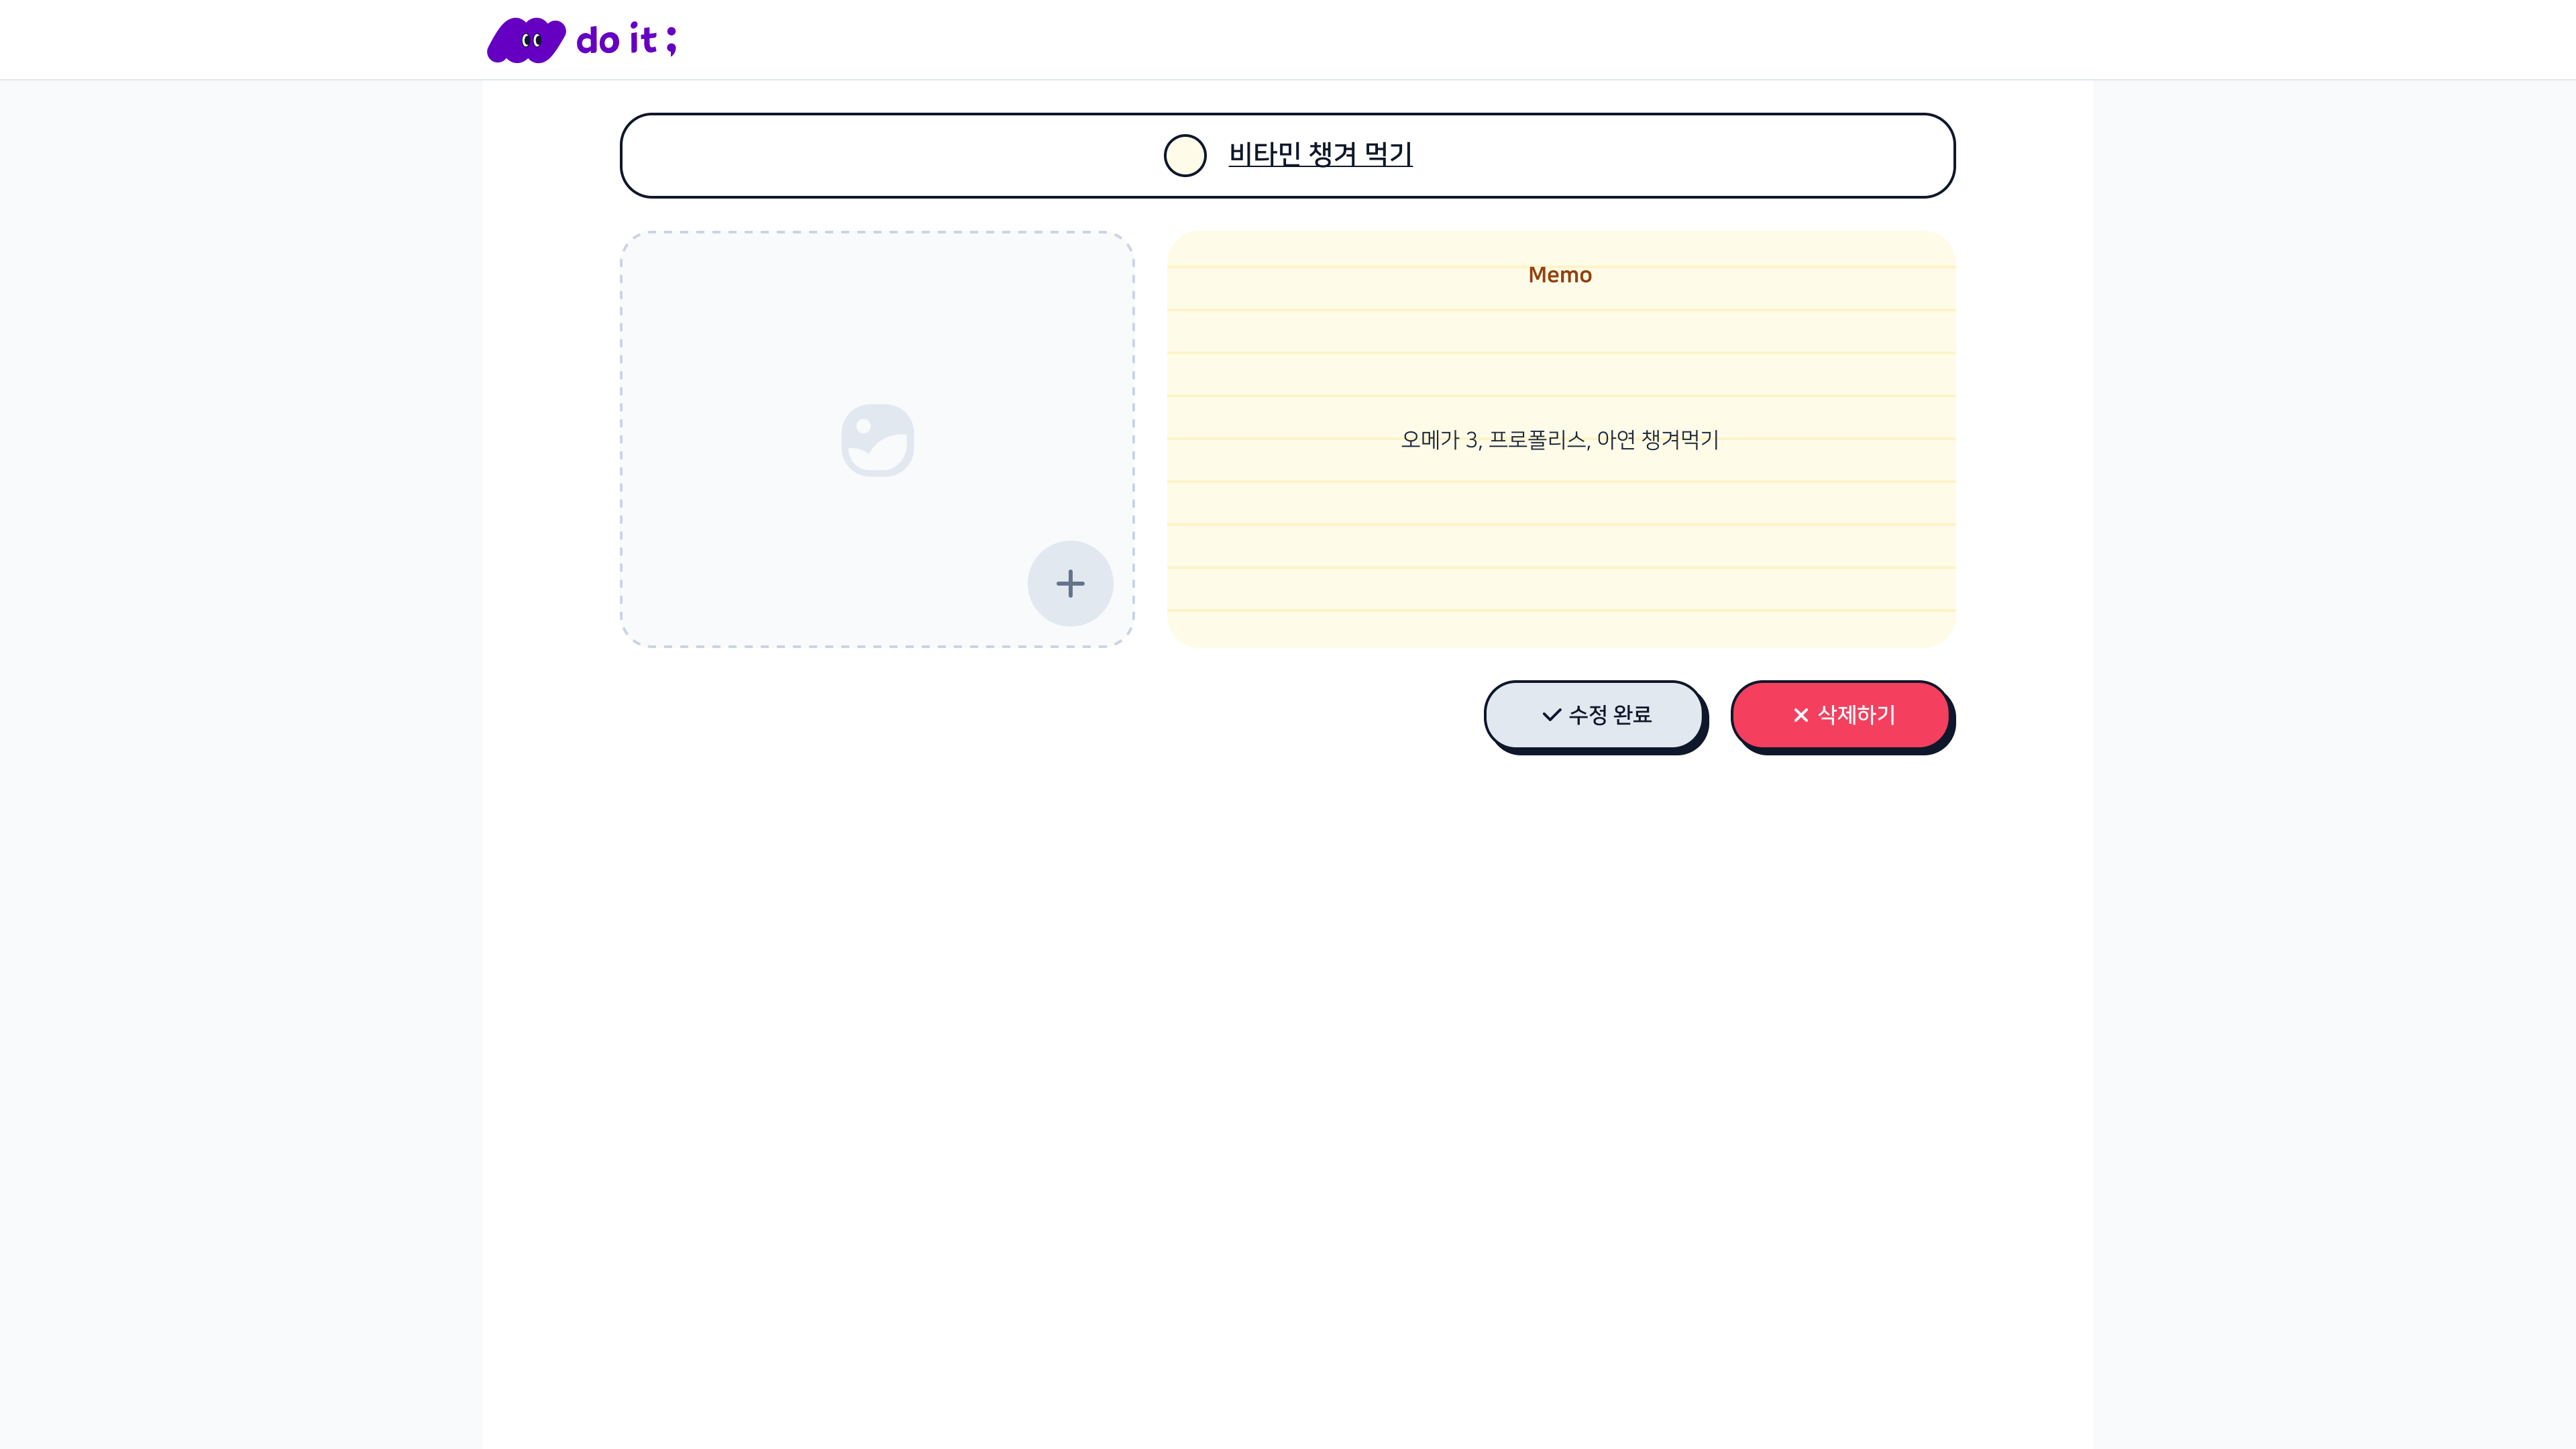 do it ;
비타민 챙겨 먹기
Memo
오메가 3, 프로폴리스, 아연 챙겨먹기
수정 완료
삭제하기